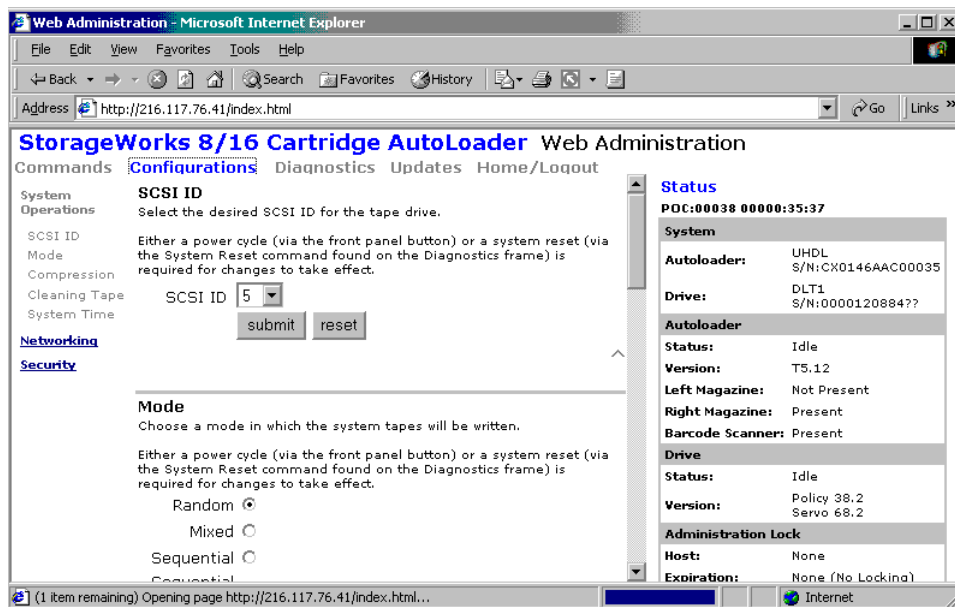 Web Administration - Microsoft Internet Explorer
File Edit View Favorites Tools Help
Back Search Favorites History
Address http://216.117.76.41/index.html Go Links »
StorageWorks 8/16 Cartridge AutoLoader Web Administration
Commands Configurations Diagnostics Updates Home/Logout
System Operations
SCSI ID
Mode
Compression
Cleaning Tape
System Time
Networking
Security
SCSI ID
Select the desired SCSI ID for the tape drive.
Either a power cycle (via the front panel button) or a system reset (via
the System Reset command found on the Diagnostics frame) is
required for changes to take effect.
SCSI ID 5
submit reset
Mode
Choose a mode in which the system tapes will be written.
Either a power cycle (via the front panel button) or a system reset (via
the System Reset command found on the Diagnostics frame) is
required for changes to take effect.
Random
Mixed
Sequential
Sequential
Status
POC:00038 00000:35:37
System
Autoloader: UHDL
S/N:CX0146AAC00035
Drive: DLT1
S/N:0000120884??
Autoloader
Status: Idle
Version: T5.12
Left Magazine: Not Present
Right Magazine: Present
Barcode Scanner: Present
Drive
Status: Idle
Version: Policy 38.2
Servo 68.2
Administration Lock
Host: None
Expiration: None (No Locking)
(1 item remaining) Opening page http://216.117.76.41/index.html... Internet